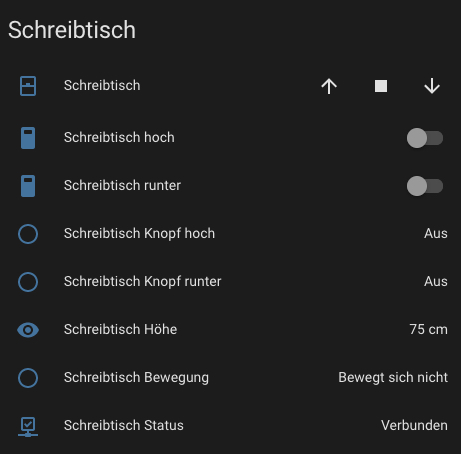 Schreibtisch
Schreibtisch
Schreibtisch hoch
Schreibtisch runter
Schreibtisch Knopf hoch Aus
Schreibtisch Knopf runter Aus
Schreibtisch Höhe 75 cm
Schreibtisch Bewegung Bewegt sich nicht
Schreibtisch Status Verbunden